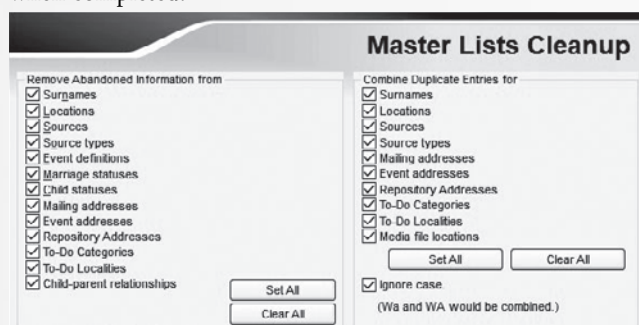 when completed.
Master Lists Cleanup
Remove Abandoned Information from
Surnames
Locations
Sources
Source types
Event definitions
Marriage statuses
Child statuses
Mailing addresses
Event addresses
Repository Addresses
To-Do Categories
To-Do Localities
Child-parent relationships
Set All
Clear All
Combine Duplicate Entries for
Surnames
Locations
Sources
Source types
Mailing addresses
Event addresses
Repository Addresses
To-Do Categories
To-Do Localities
Media file locations
Set All Clear All
Ignore case.
(Wa and WA would be combined.)